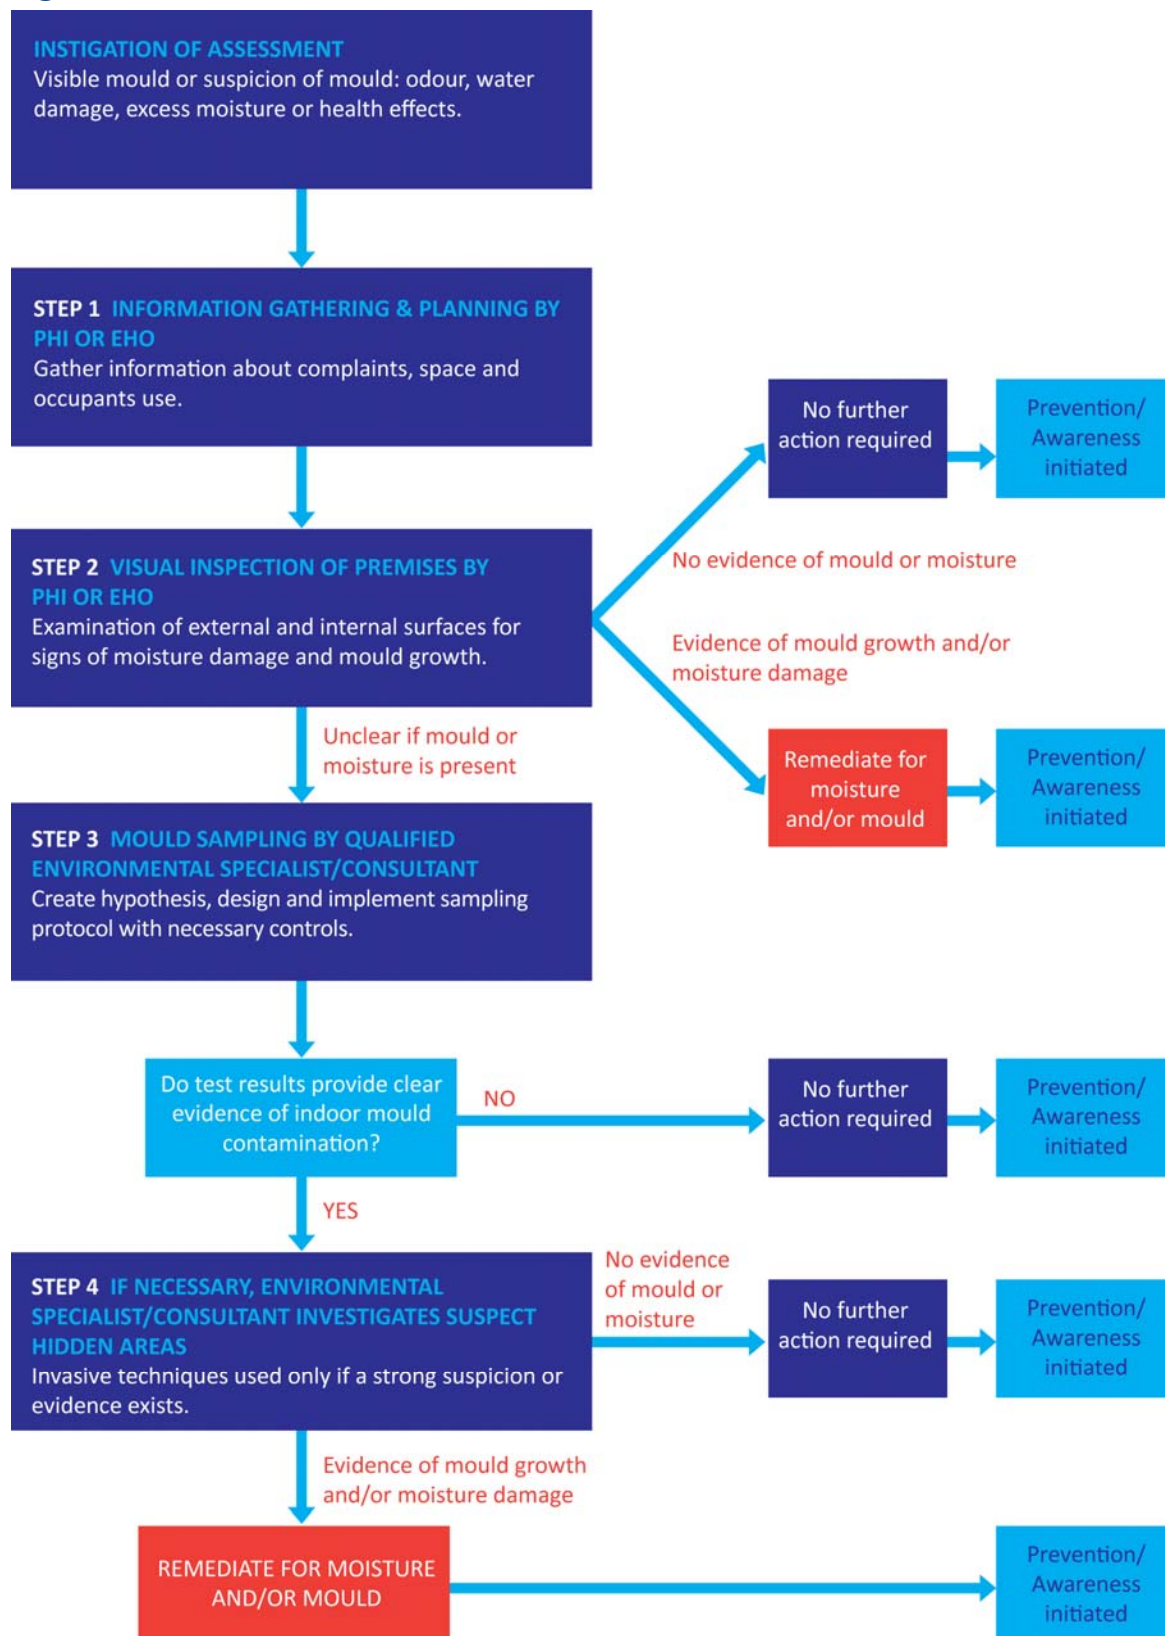 INSTIGATION OF ASSESSMENT
Visible mould or suspicion of mould: odour, water
damage, excess moisture or health effects.
STEP 1 INFORMATION GATHERING & PLANNING BY
PHI OR EHO
Gather information about complaints, space and
occupants use.
No further
action required
Prevention/
Awareness
initiated
STEP 2 VISUAL INSPECTION OF PREMISES BY
PHI OR EHO
Examination of external and internal surfaces for
signs of moisture damage and mould growth.
No evidence of mould or moisture
Evidence of mould growth and/or
moisture damage
Unclear if mould or
moisture is present
Remediate for
moisture
and/or mould
Prevention/
Awareness
initiated
STEP 3 MOULD SAMPLING BY QUALIFIED
ENVIRONMENTAL SPECIALIST/CONSULTANT
Create hypothesis, design and implement sampling
protocol with necessary controls.
Do test results provide clear
evidence of indoor mould
contamination?
NO
No further
action required
Prevention/
Awareness
initiated
YES
STEP 4 IF NECESSARY, ENVIRONMENTAL
SPECIALIST/CONSULTANT INVESTIGATES SUSPECT
HIDDEN AREAS
Invasive techniques used only if a strong suspicion or
evidence exists.
No evidence
of mould or
moisture
No further
action required
Prevention/
Awareness
initiated
Evidence of mould growth
and/or moisture damage
REMEDIATE FOR MOISTURE
AND/OR MOULD
Prevention/
Awareness
initiated